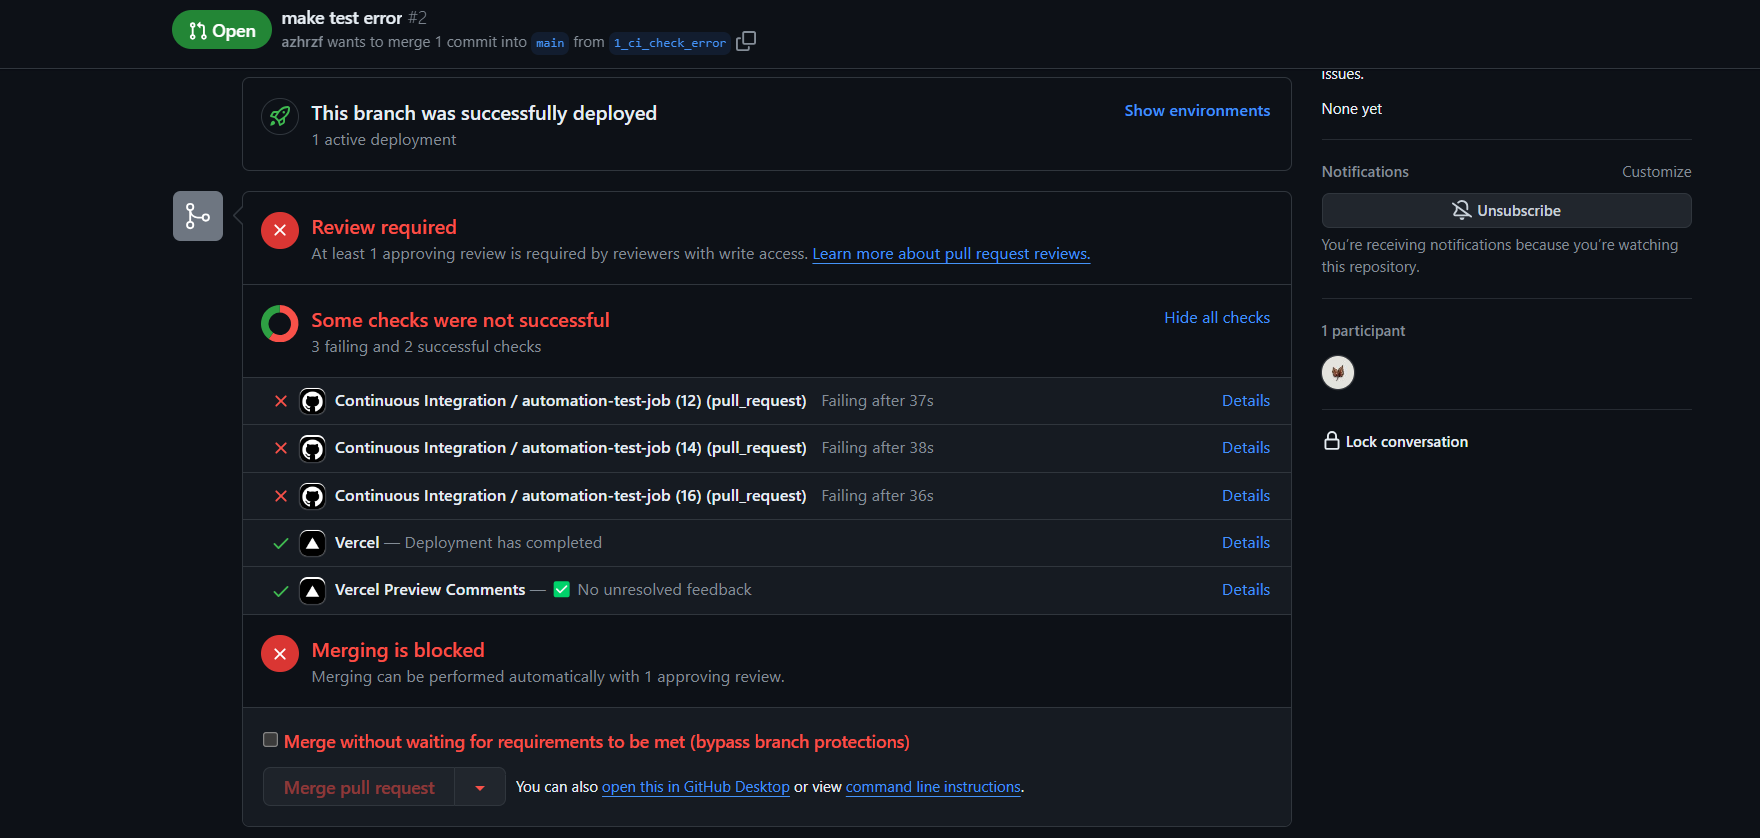 Open
make test error #2
azhrzf wants to merge 1 commit into main from 1_ci_check_error
This branch was successfully deployed
1 active deployment
Show environments
Review required
At least 1 approving review is required by reviewers with write access. Learn more about pull request reviews.
Some checks were not successful
3 failing and 2 successful checks
Hide all checks
Continuous Integration / automation-test-job (12) (pull_request) Failing after 37s Details
Continuous Integration / automation-test-job (14) (pull_request) Failing after 38s Details
Continuous Integration / automation-test-job (16) (pull_request) Failing after 36s Details
Vercel — Deployment has completed Details
Vercel Preview Comments — ✅ No unresolved feedback Details
Merging is blocked
Merging can be performed automatically with 1 approving review.
Merge without waiting for requirements to be met (bypass branch protections)
Merge pull request
You can also open this in GitHub Desktop or view command line instructions.
issues.
None yet
Notifications Customize
Unsubscribe
You're receiving notifications because you're watching
this repository.
1 participant
Lock conversation